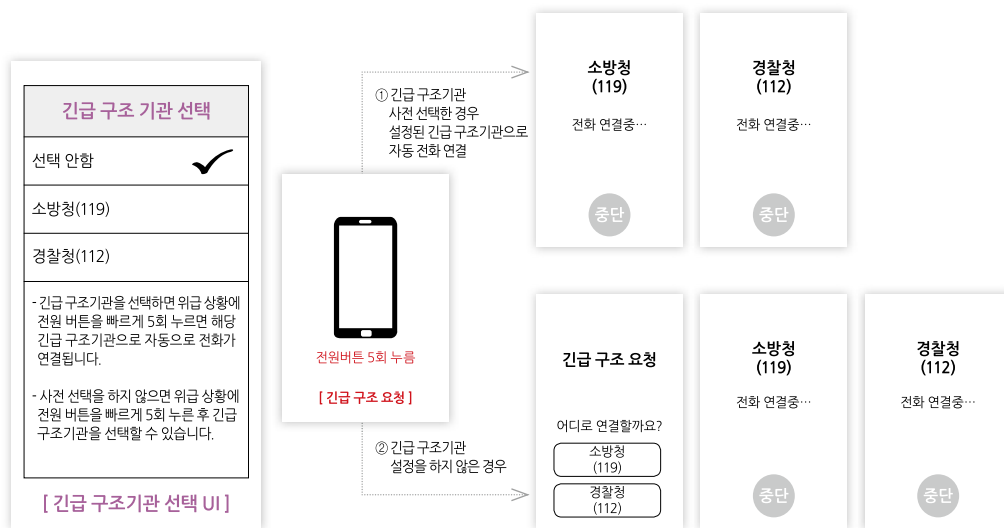 긴급 구조 기관 선택
선택 안함
소방청(119)
경찰청(112)
- 긴급 구조기관을 선택하면 위급 상황에
전원 버튼을 빠르게 5회 누르면 해당
긴급 구조기관으로 자동으로 전화가
연결됩니다.
- 사전 선택을 하지 않으면 위급 상황에
전원 버튼을 빠르게 5회 누른 후 긴급
구조기관을 선택할 수 있습니다.
[ 긴급 구조기관 선택 UI ]
전원버튼 5회 누름
[ 긴급 구조 요청 ]
① 긴급 구조기관
사전 선택한 경우
설정된 긴급 구조기관으로
자동 전화 연결
소방청
(119)
전화 연결중…
중단
경찰청
(112)
전화 연결중…
중단
② 긴급 구조기관
설정을 하지 않은 경우
긴급 구조 요청
어디로 연결할까요?
소방청
(119)
경찰청
(112)
소방청
(119)
전화 연결중…
중단
경찰청
(112)
전화 연결중…
중단